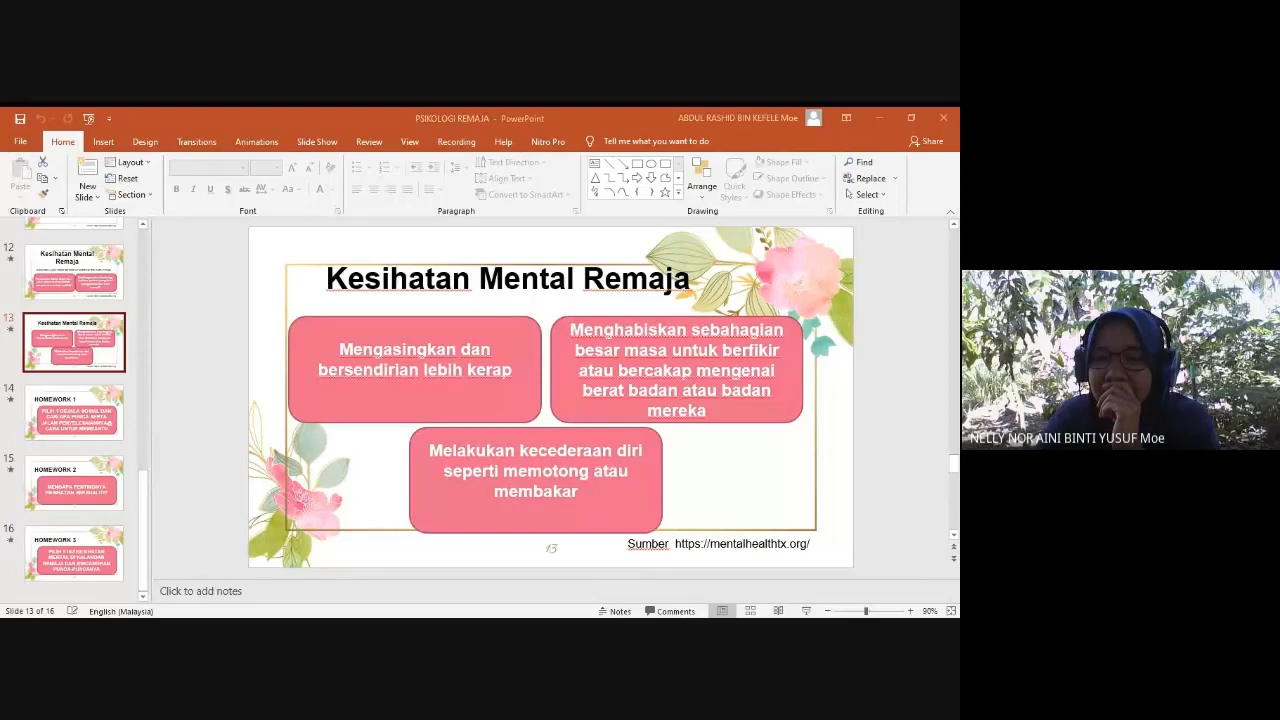 PSIKOLOGI REMAJA - PowerPoint
ABDUL RASHID BIN KEFELE Moe
File
Home
Insert
Design
Transitions
Animations
Slide Show
Review
View
Recording
Help
Nitro Pro
Tell me what you want to do
Share
Paste
New
Slide
Layout
Reset
Section
Text Direction
Align Text
Convert to SmartArt
Arrange
Quick
Styles
Shape Fill
Shape Outline
Shape Effects
Find
Replace
Select
Clipboard
Slides
Font
Paragraph
Drawing
Editing
12
Kesihatan Mental
Remaja
13
Kesihatan Mental Remaja
14
HOMEWORK 1
15
HOMEWORK 2
MENGAPA PENTINGNYA
KESIHATAN SEKSUALITI?
16
HOMEWORK 3
Kesihatan Mental Remaja
Mengasingkan dan
bersendirian lebih kerap
Menghabiskan sebahagian
besar masa untuk berfikir
atau bercakap mengenai
berat badan atau badan
mereka
Melakukan kecederaan diri
seperti memotong atau
membakar
13
Sumber https://mentalhealthtx.org/
Click to add notes
Slide 13 of 16
English (Malaysia)
Notes
Comments
90%
NELLY NOR AINI BINTI YUSUF Moe